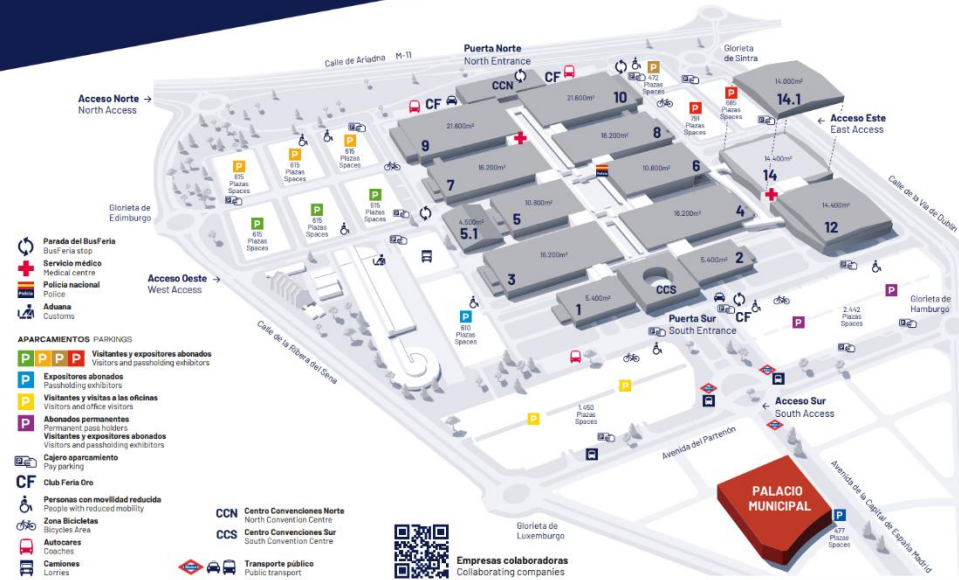 Calle de Ariadna M-11
Puerta Norte
North Entrance
Glorieta
de Sintra
Acceso Norte →
North Access
CCN
CF
CF
P
472
Plazas
Spaces
P
685
Plazas
Spaces
P
791
Plazas
Spaces
14.000m²
14.1
← Acceso Este
East Access
21.600m²
10
21.600m²
9
16.200m²
8
16.200m²
7
Policía
10.800m²
6
14.400m²
14
14.400m²
12
Calle de la Vía de Dublín
P
615
Plazas
Spaces
P
615
Plazas
Spaces
P
615
Plazas
Spaces
P
615
Plazas
Spaces
P
615
Plazas
Spaces
P
615
Plazas
Spaces
Glorieta de
Edimburgo
10.800m²
5
4.500m²
5.1
16.200m²
4
16.200m²
3
5.400m²
2
CCS
5.400m²
1
Acceso Oeste →
West Access
P
610
Plazas
Spaces
Calle de la Ribera del Sena
Puerta Sur
South Entrance
CF
P
P
2.442
Plazas
Spaces
Glorieta de
Hamburgo
P
P
1.450
Plazas
Spaces
← Acceso Sur
South Access
Avenida del Partenón
Avenida de la Capital de España Madrid
PALACIO
MUNICIPAL
P
477
Plazas
Spaces
Glorieta de
Luxemburgo
Parada del BusFeria
BusFeria stop
Servicio médico
Medical centre
Policía
Policía nacional
Police
Aduana
Customs
APARCAMIENTOS PARKINGS
P P P P Visitantes y expositores abonados
Visitors and passholding exhibitors
P Expositores abonados
Passholding exhibitors
P Visitantes y visitas a las oficinas
Visitors and office visitors
P Abonados permanentes
Permanent pass holders
Visitantes y expositores abonados
Visitors and passholding exhibitors
Cajero aparcamiento
Pay parking
CF Club Feria Oro
Personas con movilidad reducida
People with reduced mobility
Zona Bicicletas
Bicycles Area
Autocares
Coaches
Camiones
Lorries
CCN Centro Convenciones Norte
North Convention Centre
CCS Centro Convenciones Sur
South Convention Centre
Transporte público
Public transport
Empresas colaboradoras
Collaborating companies